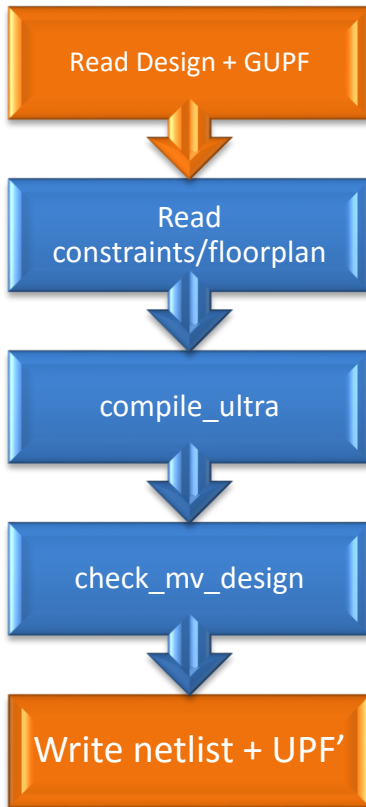 Read Design + GUPF
Read
constraints/floorplan
compile_ultra
check_mv_design
Write netlist + UPF’